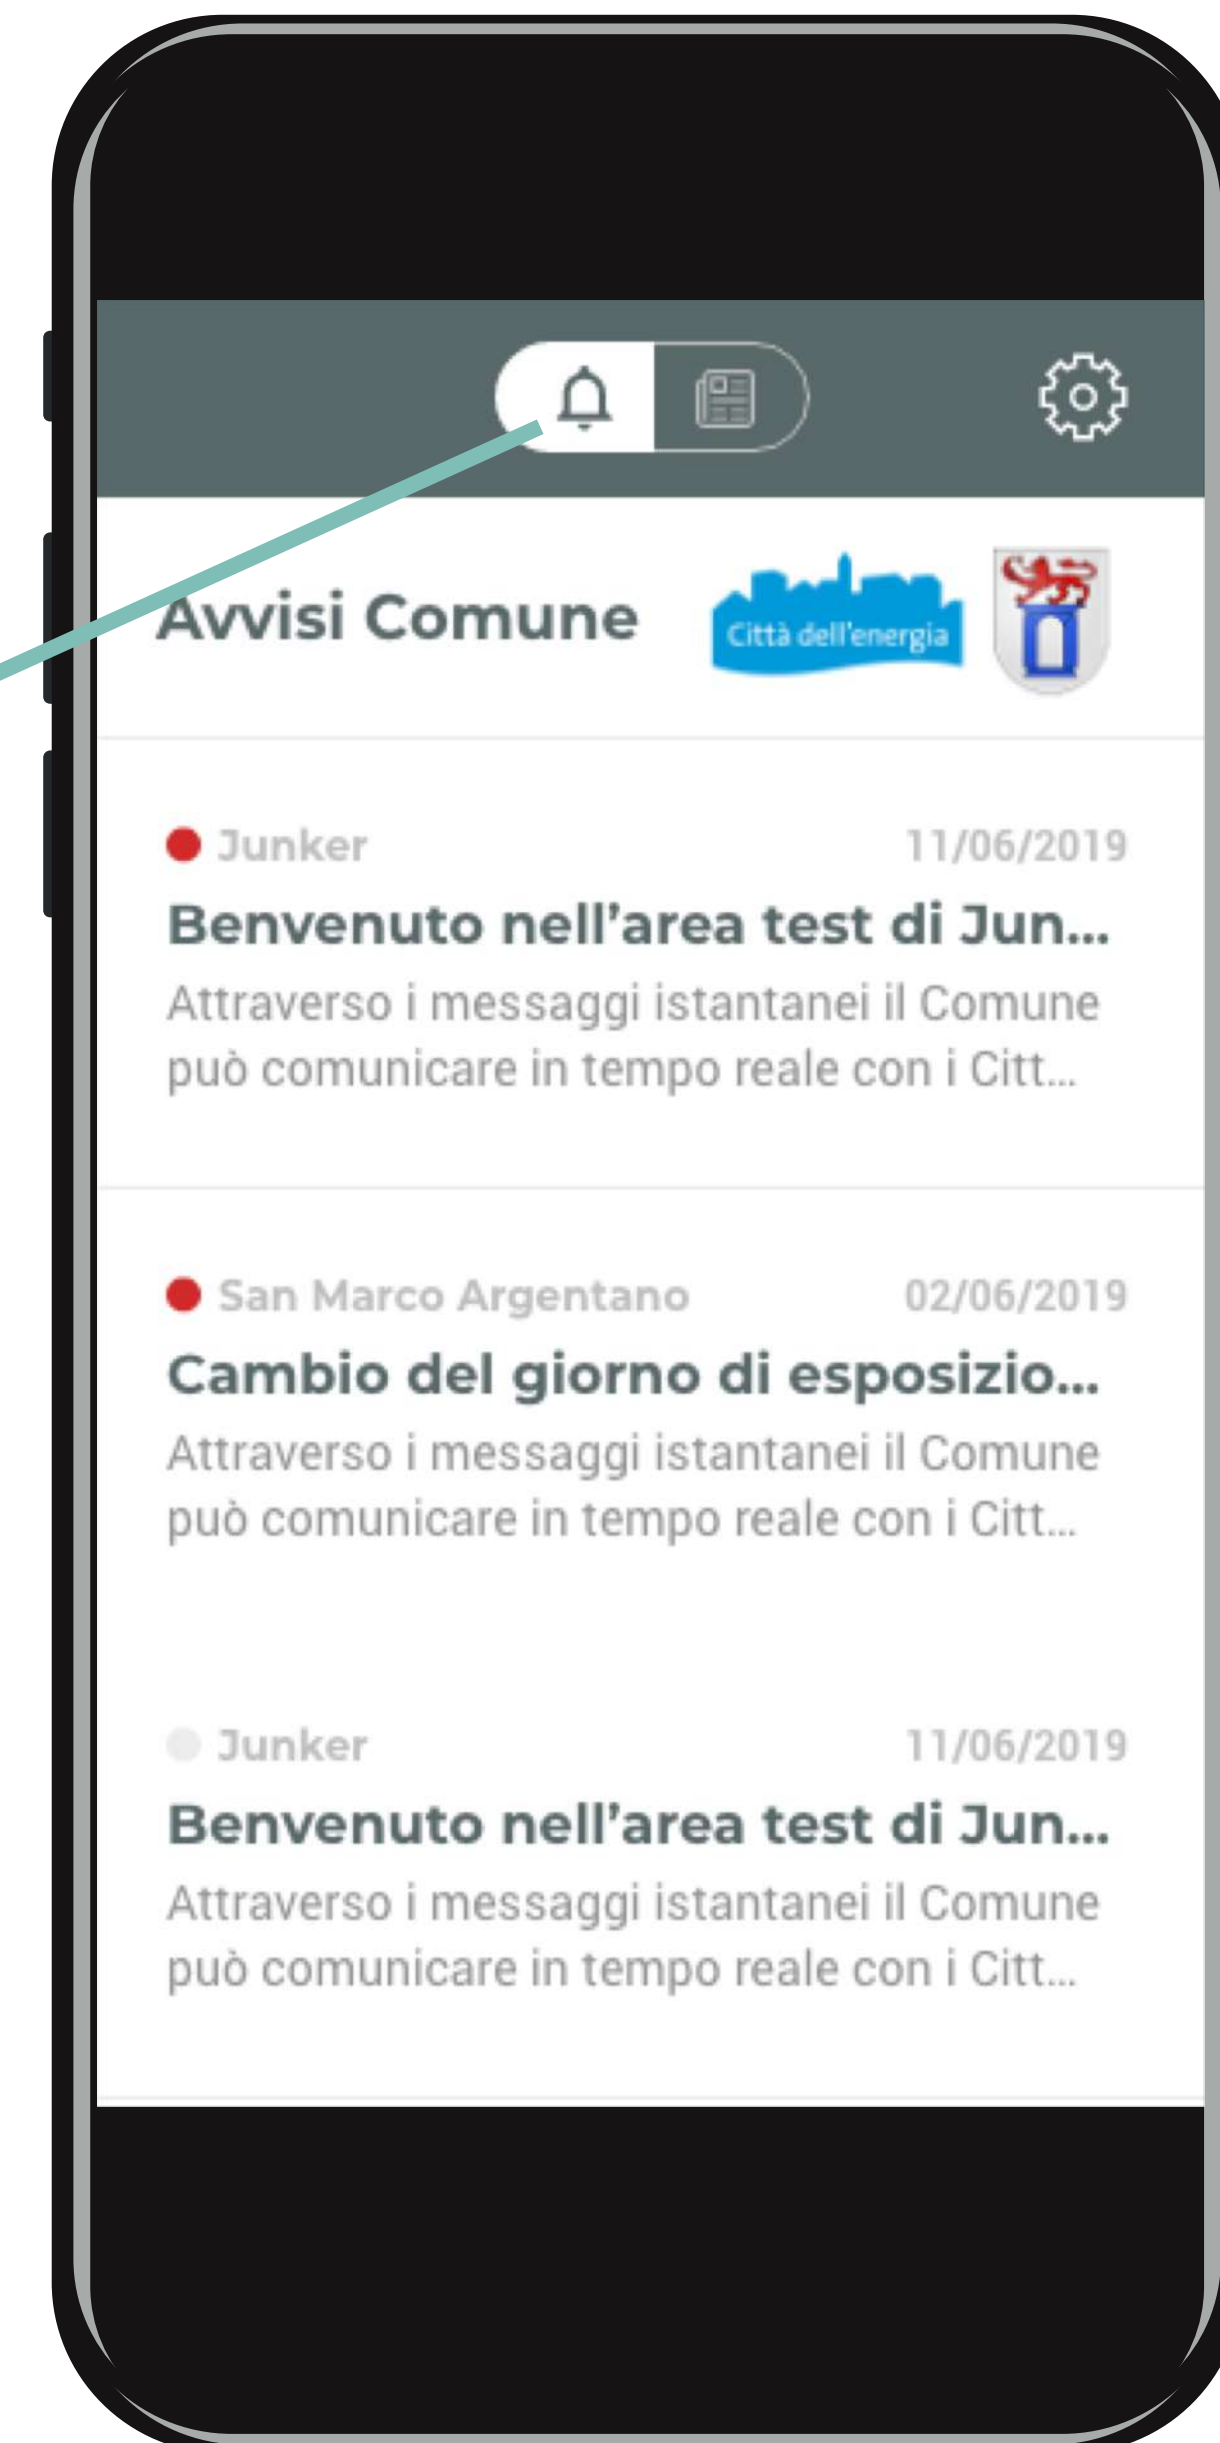 Avvisi Comune
Città dell'energia
Junker 11/06/2019
Benvenuto nell'area test di Jun...
Attraverso i messaggi istantanei il Comune
può comunicare in tempo reale con i Citt...
San Marco Argentano 02/06/2019
Cambio del giorno di esposizio...
Attraverso i messaggi istantanei il Comune
può comunicare in tempo reale con i Citt...
Junker 11/06/2019
Benvenuto nell'area test di Jun...
Attraverso i messaggi istantanei il Comune
può comunicare in tempo reale con i Citt...